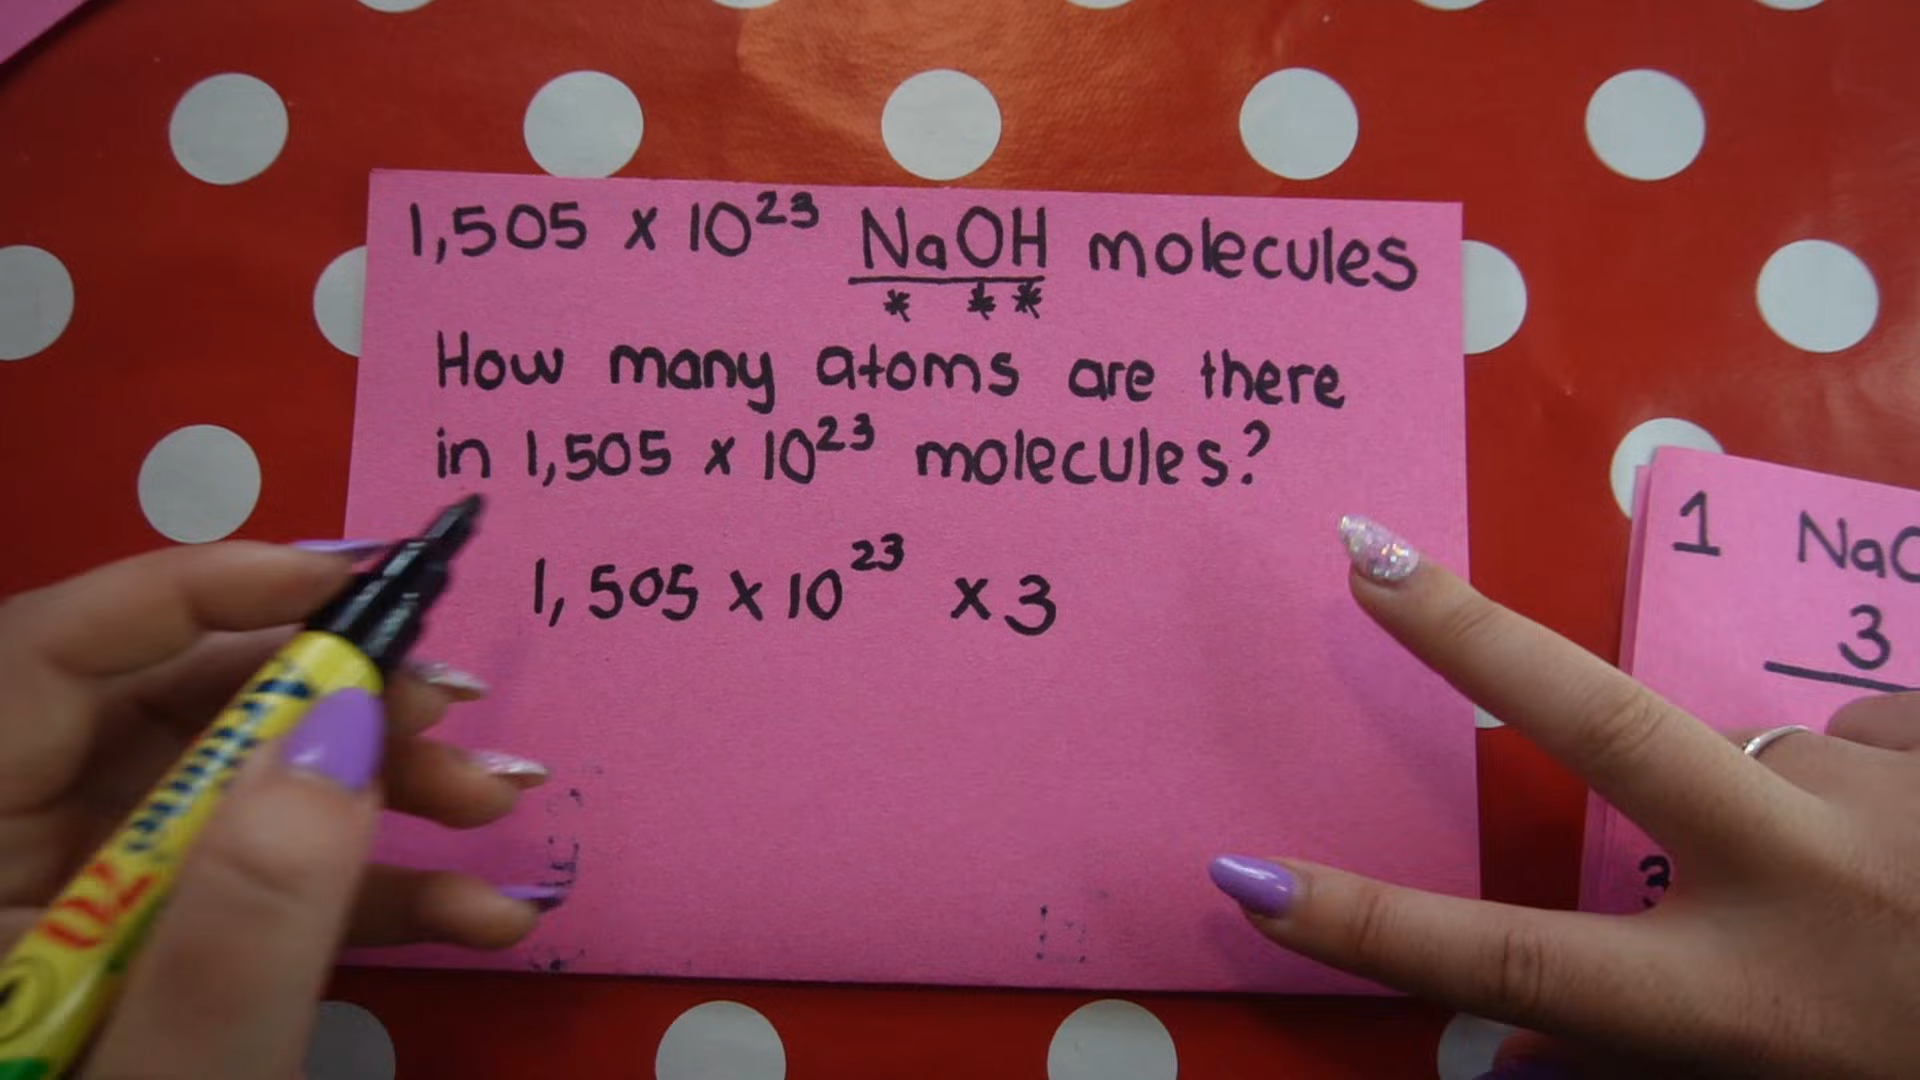 1,505 x 10²³ NaOH molecules
* * *
How many atoms are there
in 1,505 x 10²³ molecules?
1,505 x 10²³ x 3
1 Na
3
3